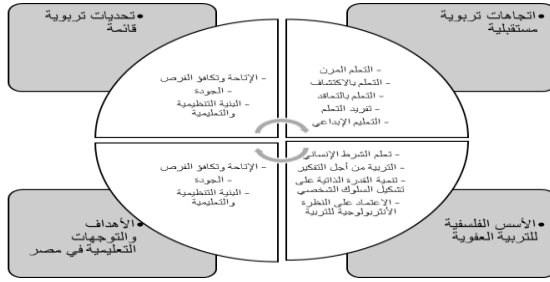 •اتجاهات تربوية
مستقبلية
- التعلم المرن
- التعلم بالاكتشاف
- التعلم بالتعاقد
- تفريد التعلم
- التعليم الإبداعي
•تحديات تربوية
قائمة
- الإتاحة وتكافؤ الفرص
- الجودة
- البنية التنظيمية
والتعليمية
- تعلم الشرط الإنساني
- التربية من أجل التفكير
- تنمية القدرة الذاتية على
تشكيل السلوك الشخصي
- الاعتماد على النظرة
الأنثربولوجية للتربية
•الأسس الفلسفية
للتربية العفوية
- الإتاحة وتكافؤ الفرص
- الجودة
- البنية التنظيمية
والتعليمية
•الأهداف
والتوجهات
التعليمية في مصر